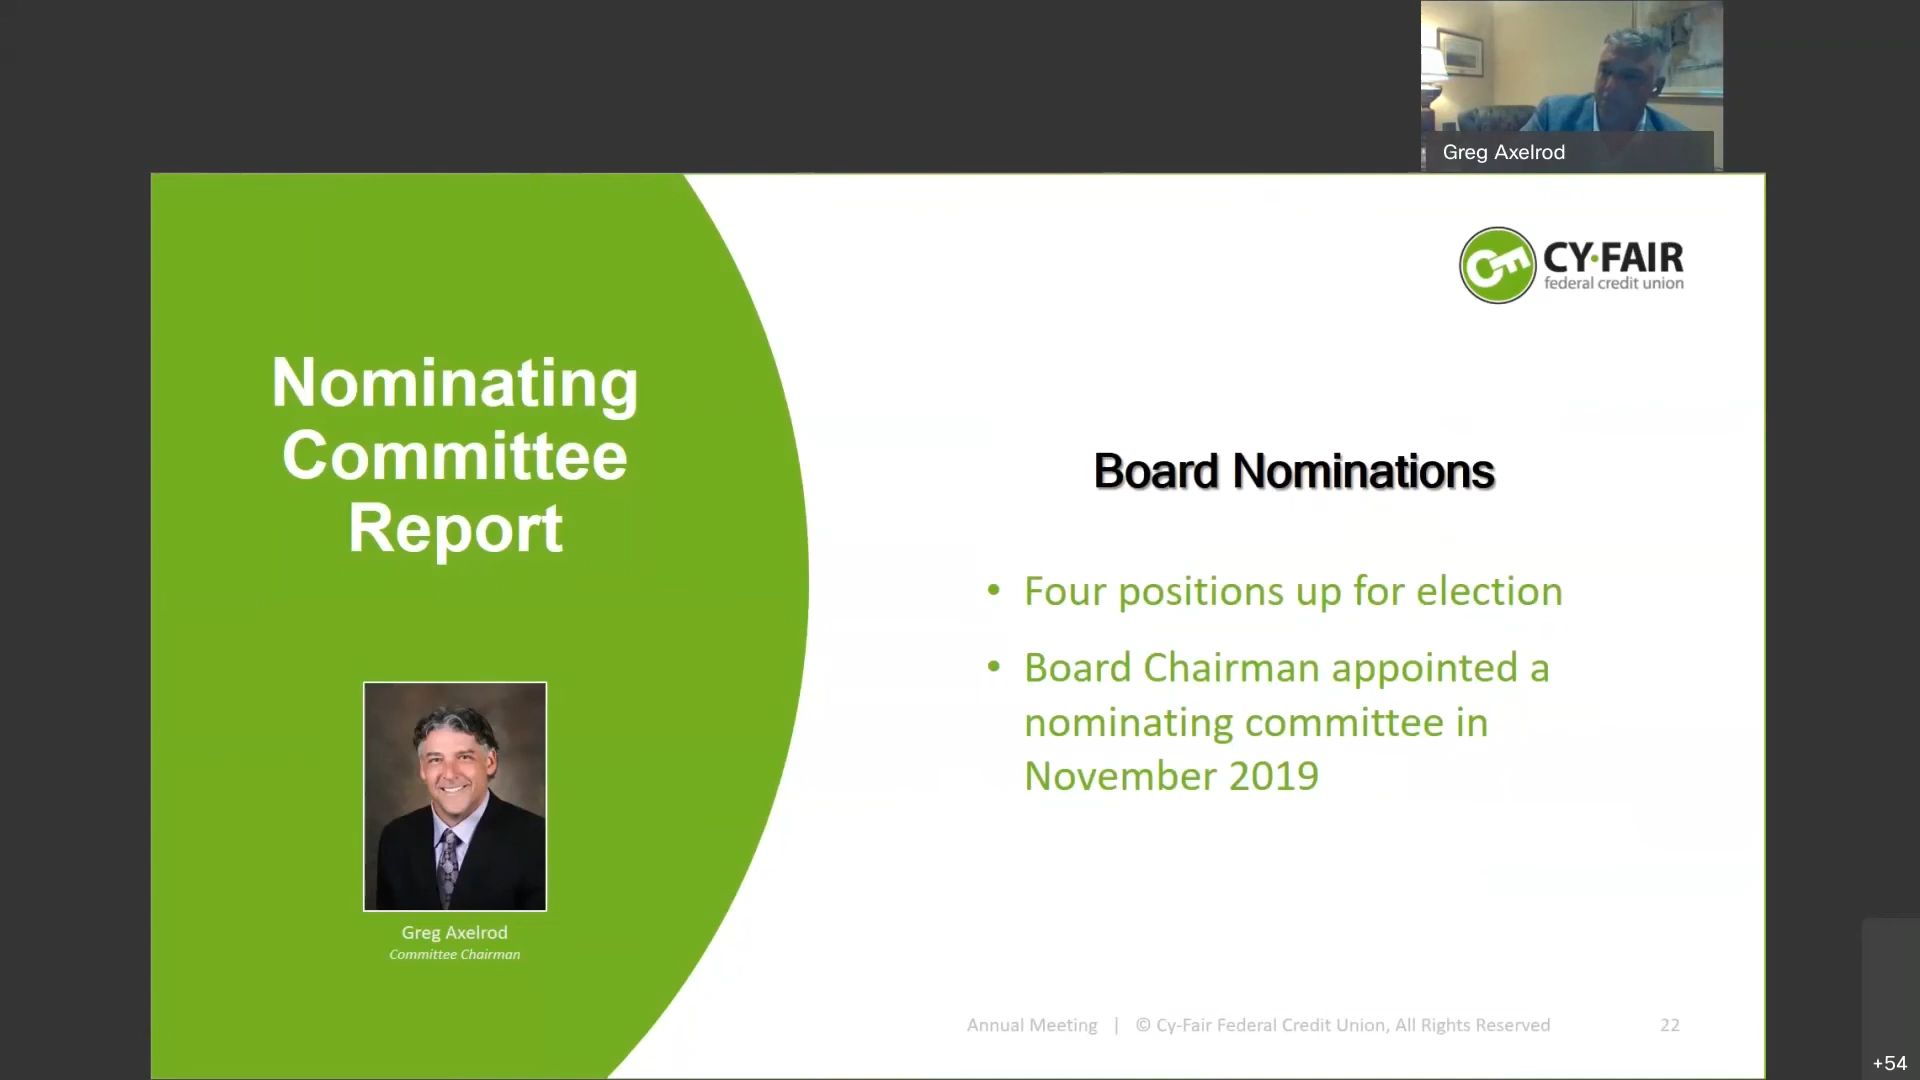 Greg Axelrod
CY·FAIR
federal credit union
Nominating
Committee
Report
Board Nominations
• Four positions up for election
• Board Chairman appointed a
nominating committee in
November 2019
Greg Axelrod
Committee Chairman
Annual Meeting | © Cy-Fair Federal Credit Union, All Rights Reserved 22
+54